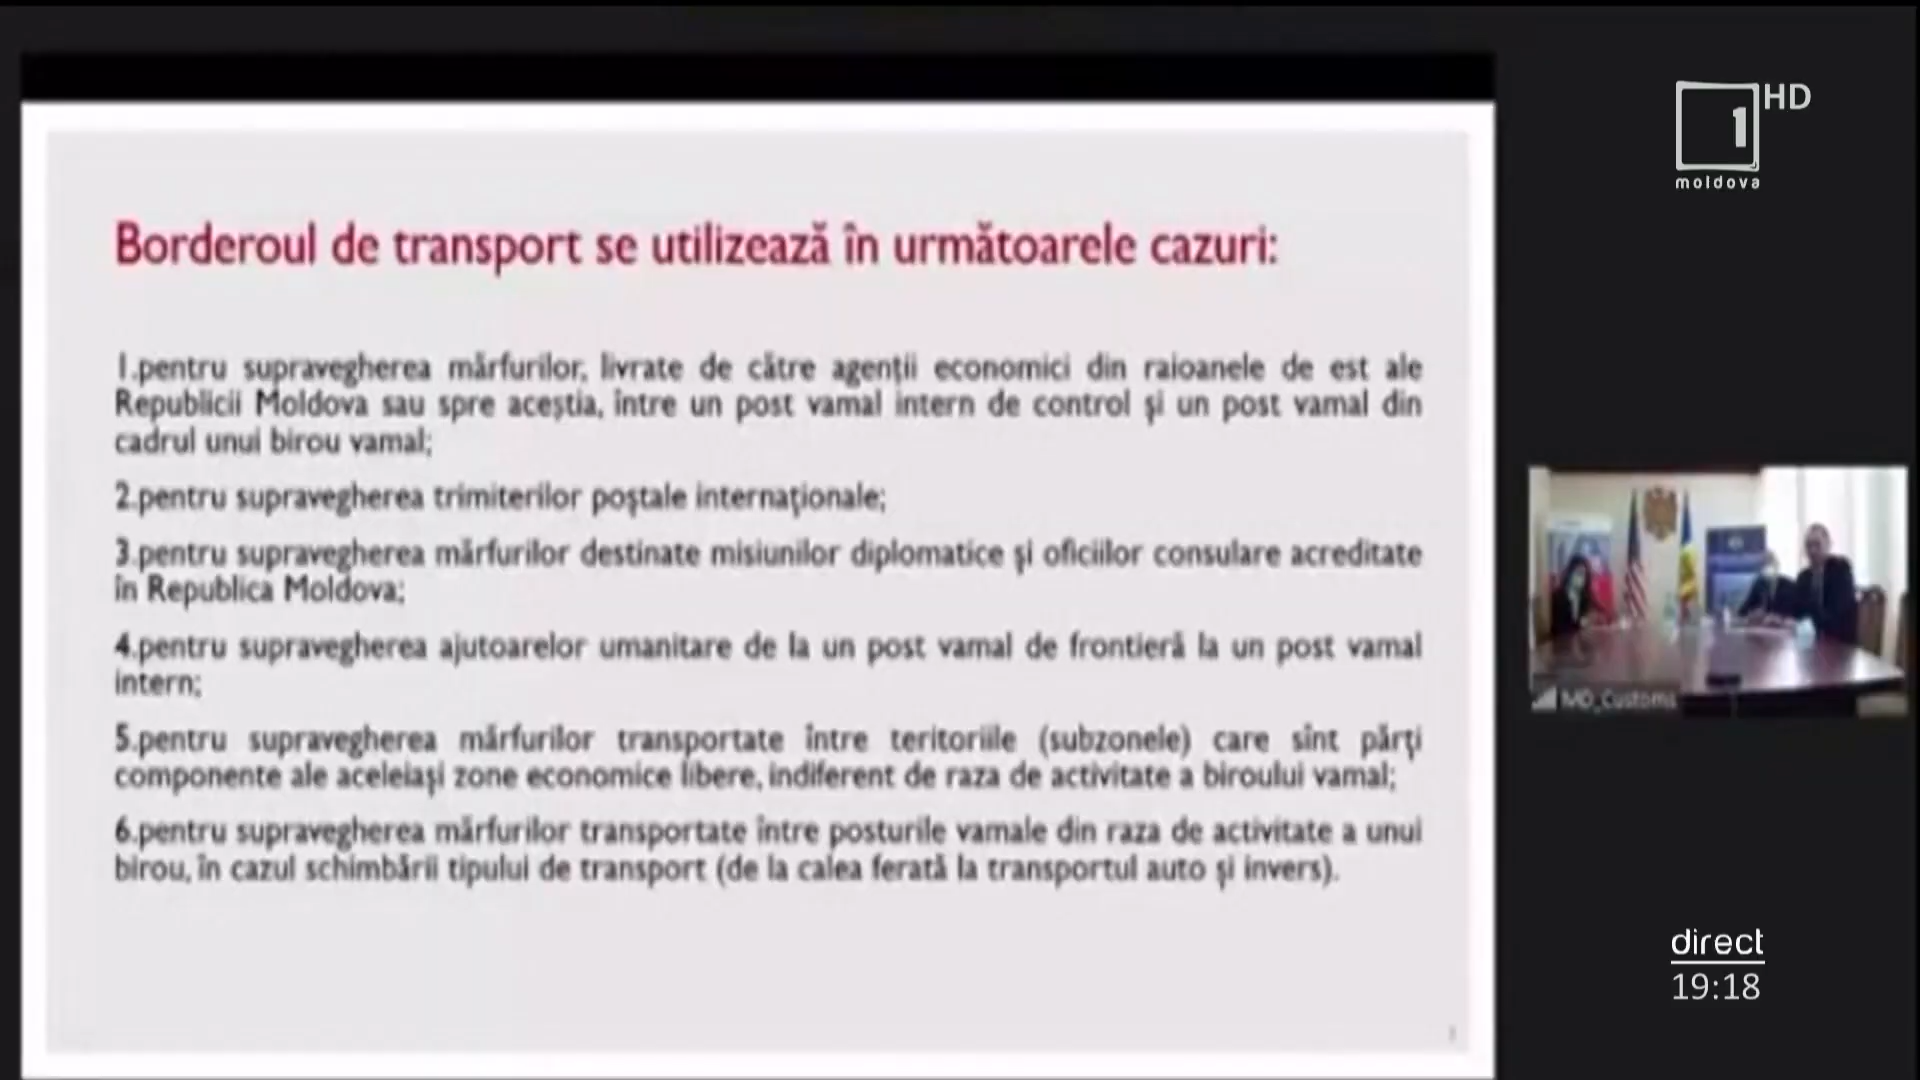 Borderoul de transport se utilizează în următoarele cazuri:
1.pentru supravegherea mărfurilor, livrate de către agenții economici din raioanele de est ale
Republicii Moldova sau spre aceștia, între un post vamal intern de control și un post vamal din
cadrul unui birou vamal;
2.pentru supravegherea trimiterilor poștale internaționale;
3.pentru supravegherea mărfurilor destinate misiunilor diplomatice și oficiilor consulare acreditate
în Republica Moldova;
4.pentru supravegherea ajutoarelor umanitare de la un post vamal de frontieră la un post vamal
intern;
5.pentru supravegherea mărfurilor transportate între teritoriile (subzonele) care sînt părți
componente ale aceleiași zone economice libere, indiferent de raza de activitate a biroului vamal;
6.pentru supravegherea mărfurilor transportate între posturile vamale din raza de activitate a unui
birou, în cazul schimbării tipului de transport (de la calea ferată la transportul auto și invers).
1 HD
moldova
MD_Customs
direct
19:18